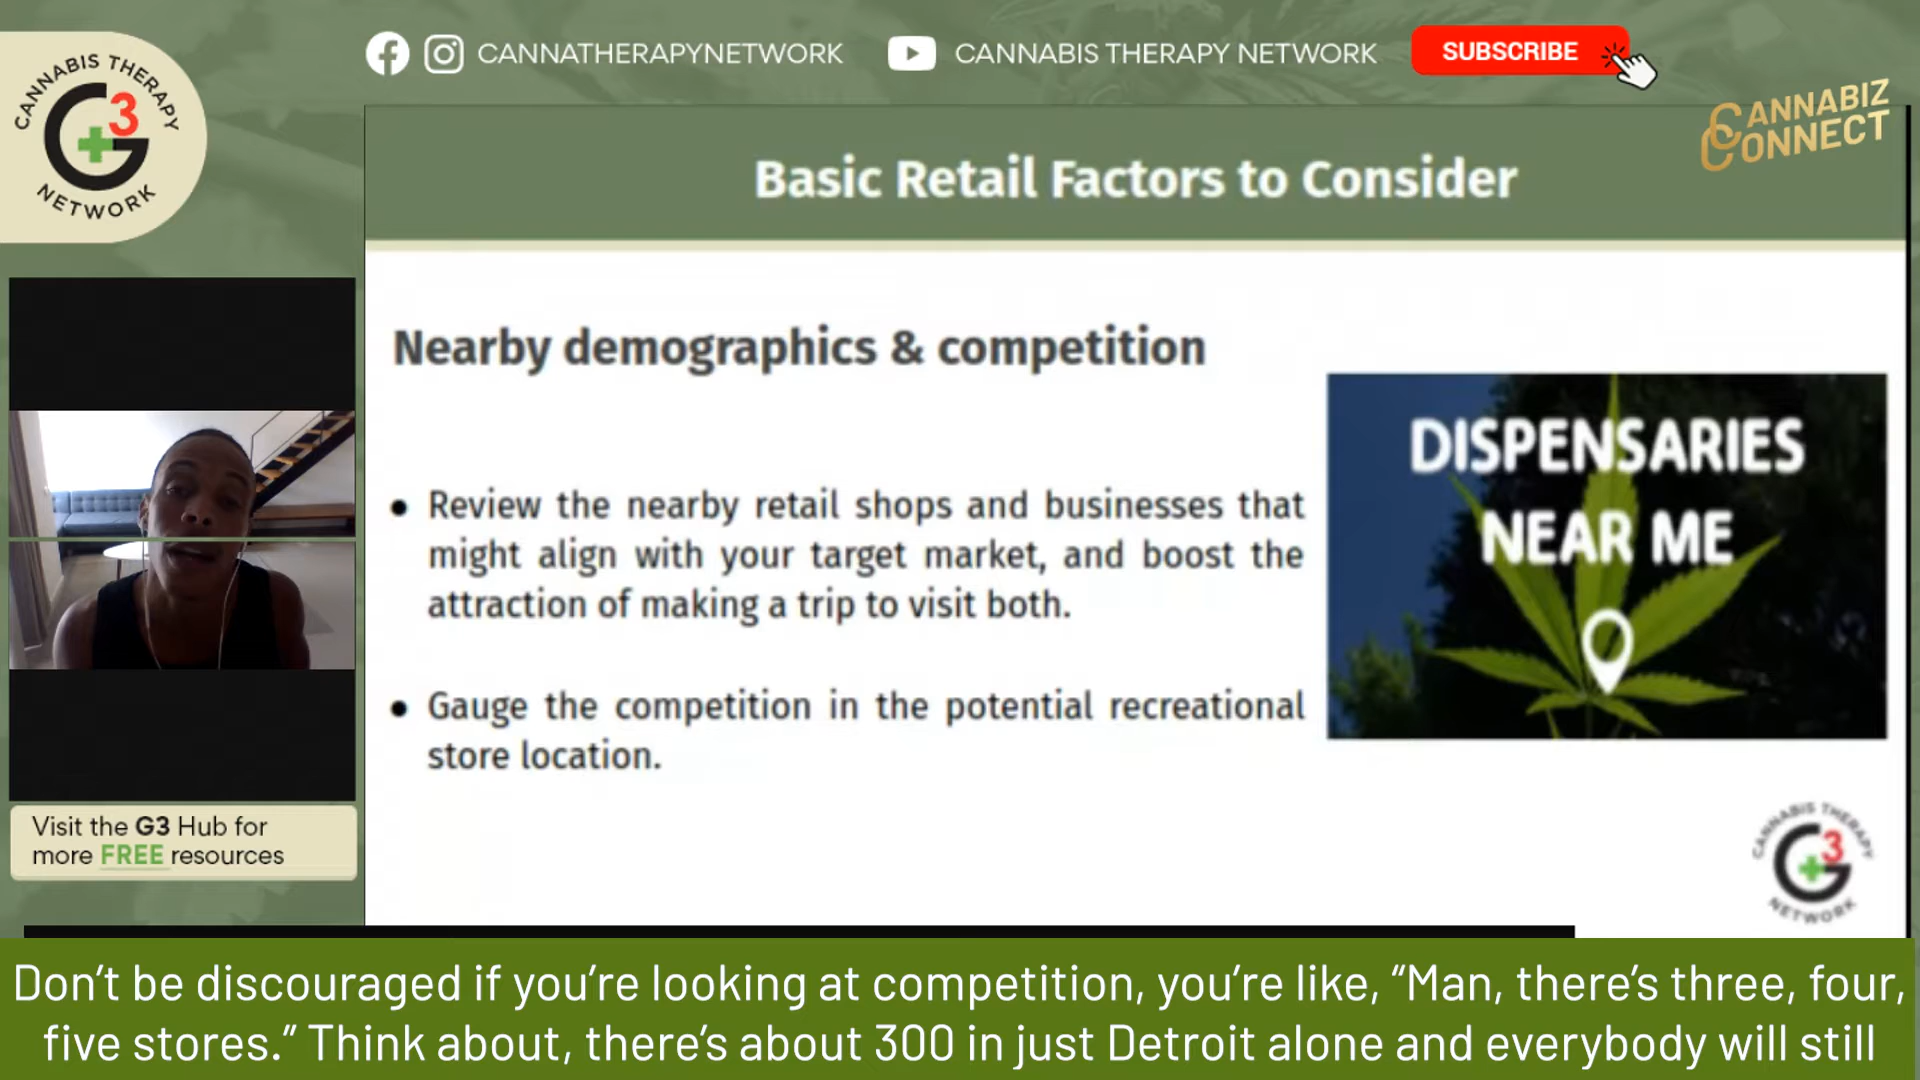 CANNABIS THERAPY
G3
NETWORK
CANNATHERAPYNETWORK
CANNABIS THERAPY NETWORK
SUBSCRIBE
CANNABIZ
CONNECT
Basic Retail Factors to Consider
Nearby demographics & competition
• Review the nearby retail shops and businesses that
might align with your target market, and boost the
attraction of making a trip to visit both.
• Gauge the competition in the potential recreational
store location.
DISPENSARIES
NEAR ME
CANNABIS THERAPY
G3
NETWORK
Visit the G3 Hub for
more FREE resources
Don't be discouraged if you're looking at competition, you're like, “Man, there's three, four,
five stores.” Think about, there's about 300 in just Detroit alone and everybody will still